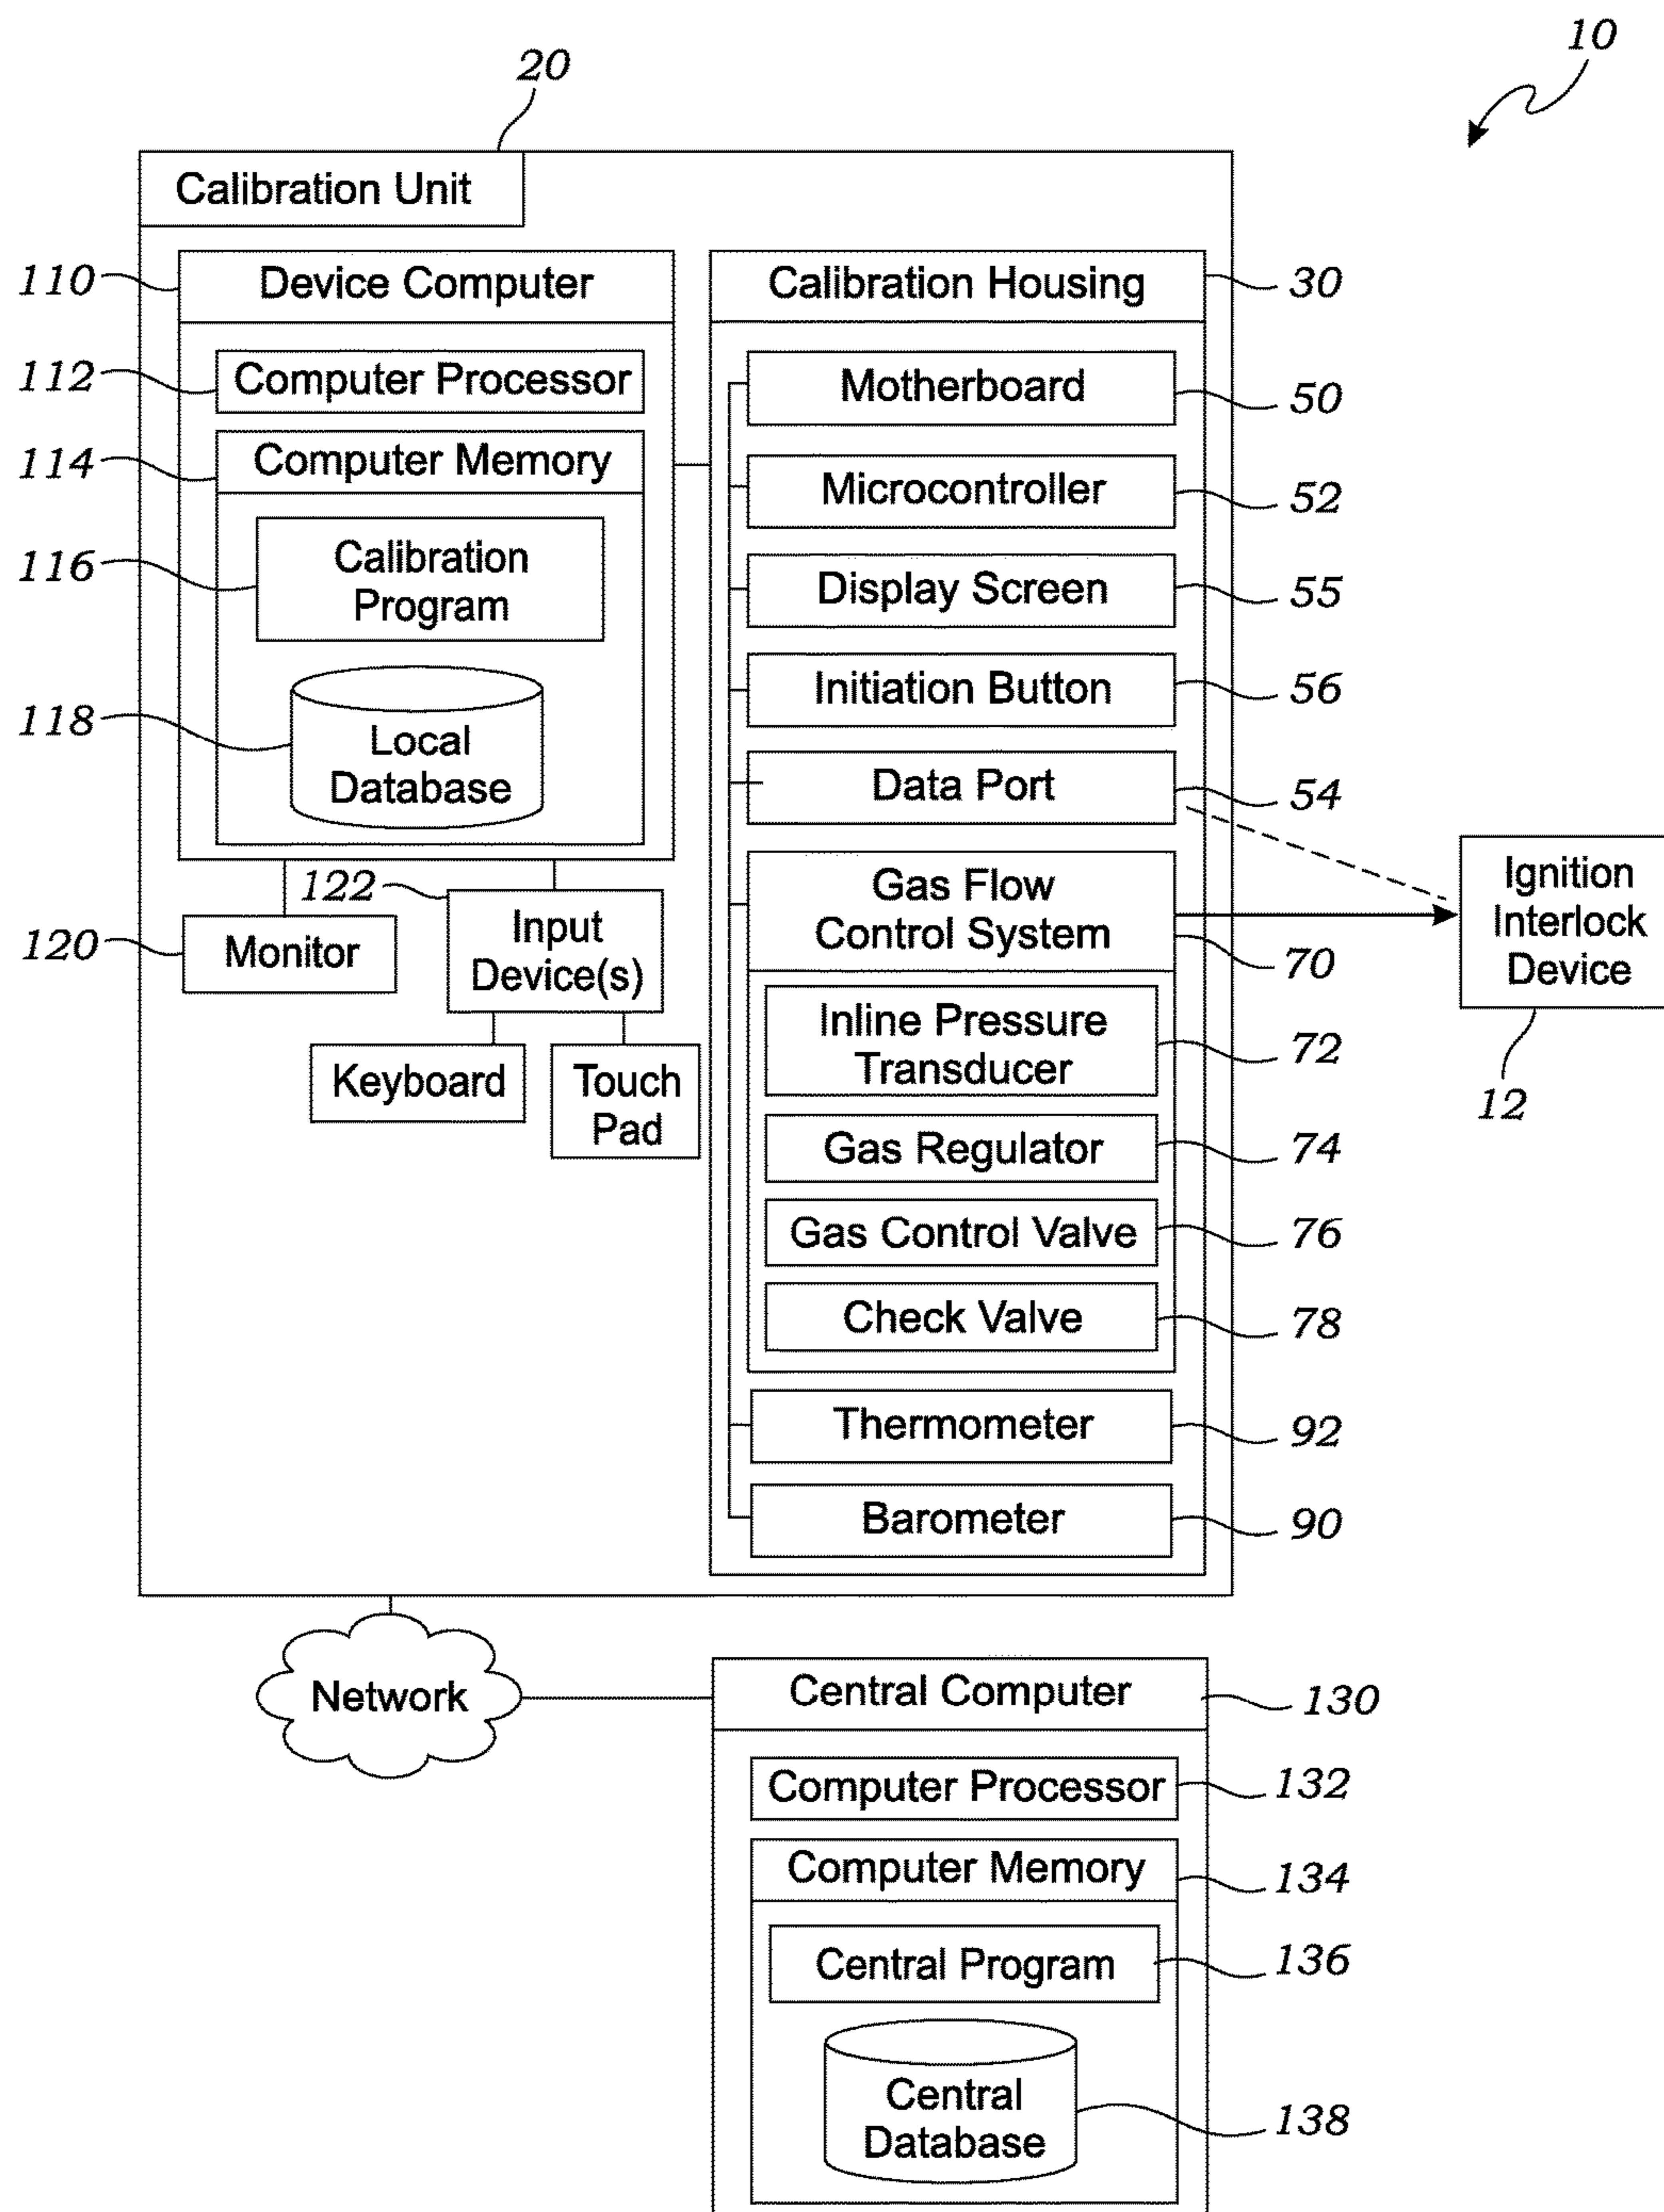 10
20
Calibration Unit
110
Device Computer
112
Computer Processor
114
Computer Memory
116
Calibration
Program
118
Local
Database
120
Monitor
122
Input
Device(s)
Keyboard
Touch
Pad
Calibration Housing
30
Motherboard
50
Microcontroller
52
Display Screen
55
Initiation Button
56
Data Port
54
Gas Flow
Control System
70
Inline Pressure
Transducer
72
Gas Regulator
74
Gas Control Valve
76
Check Valve
78
Thermometer
92
Barometer
90
Ignition
Interlock
Device
12
Network
Central Computer
130
Computer Processor
132
Computer Memory
134
Central Program
136
Central
Database
138